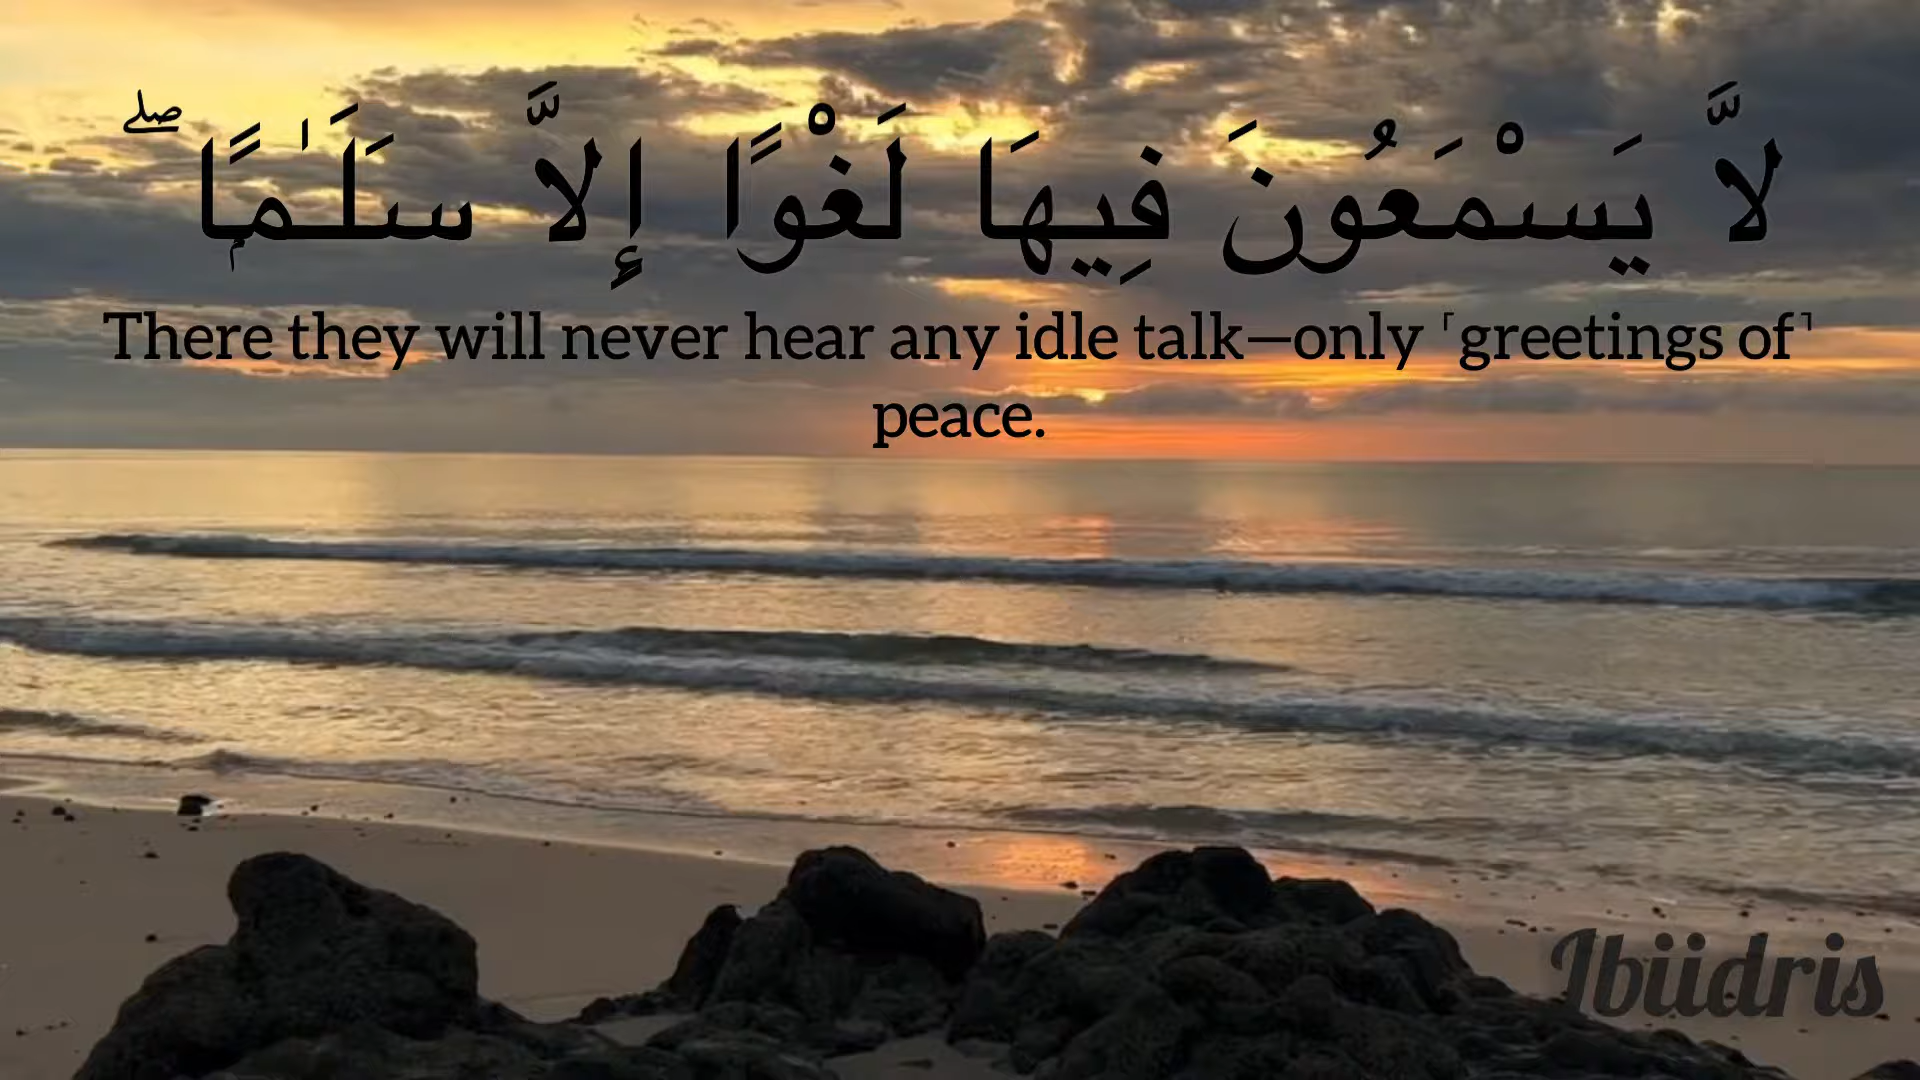 لَّا يَسْمَعُونَ فِيهَا لَغْوًا إِلَّا سَلَـٰمًۭا ۖ
There they will never hear any idle talk—only ˹greetings of˺
peace.
Ibiidris